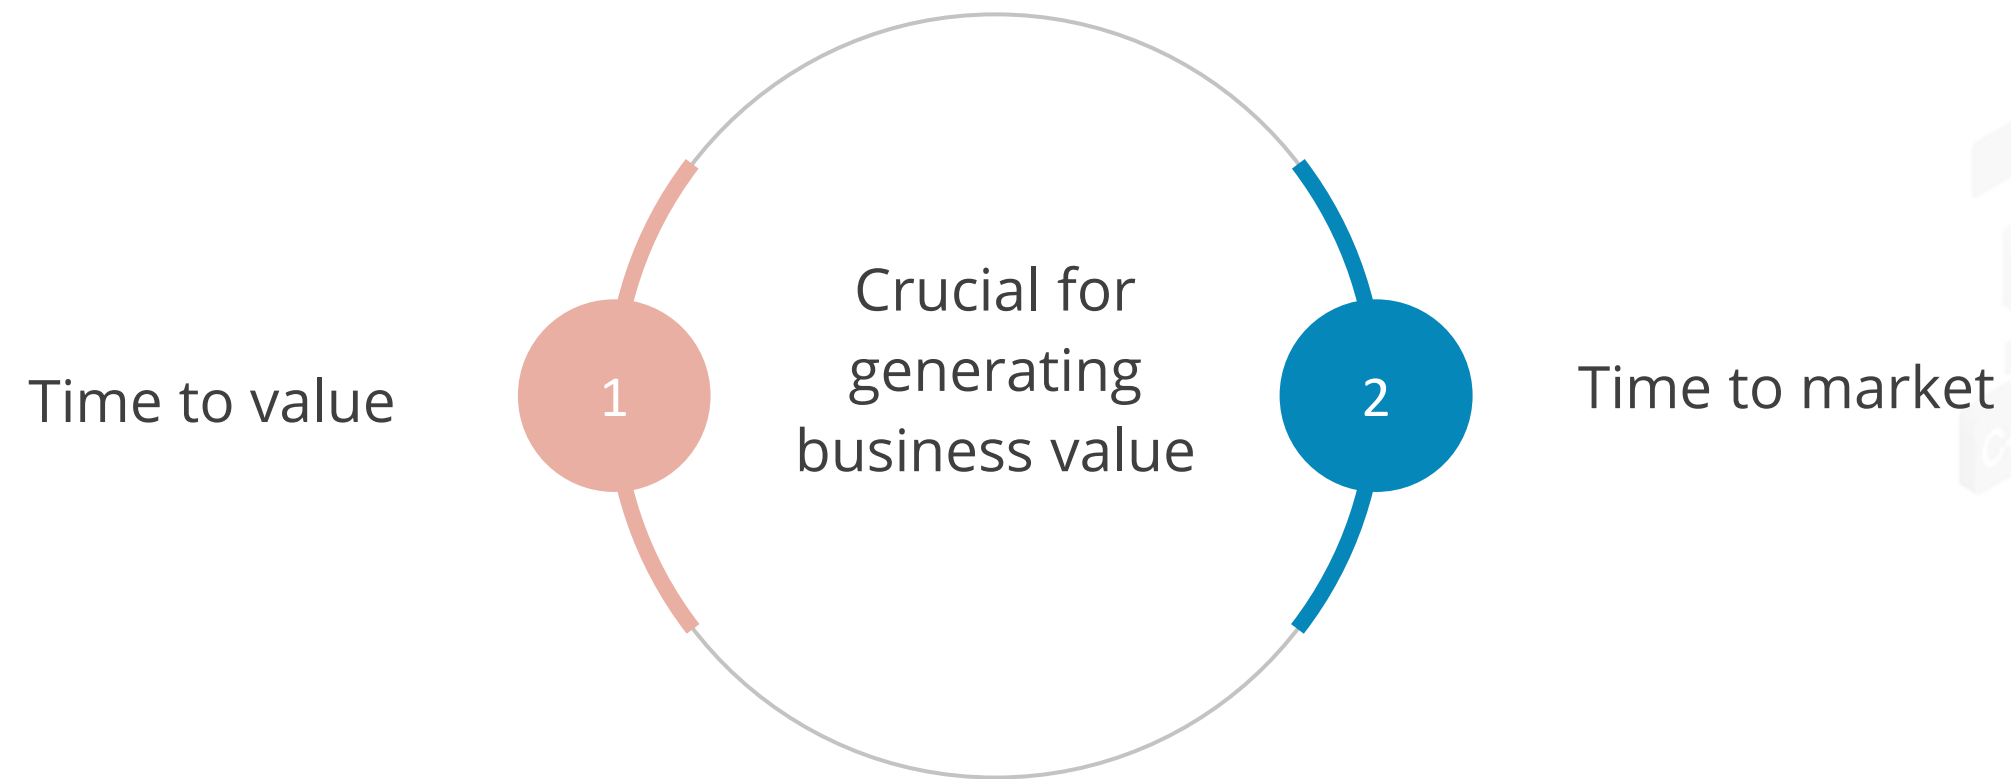 Time to value
1
Crucial for
generating
business value
2
Time to market